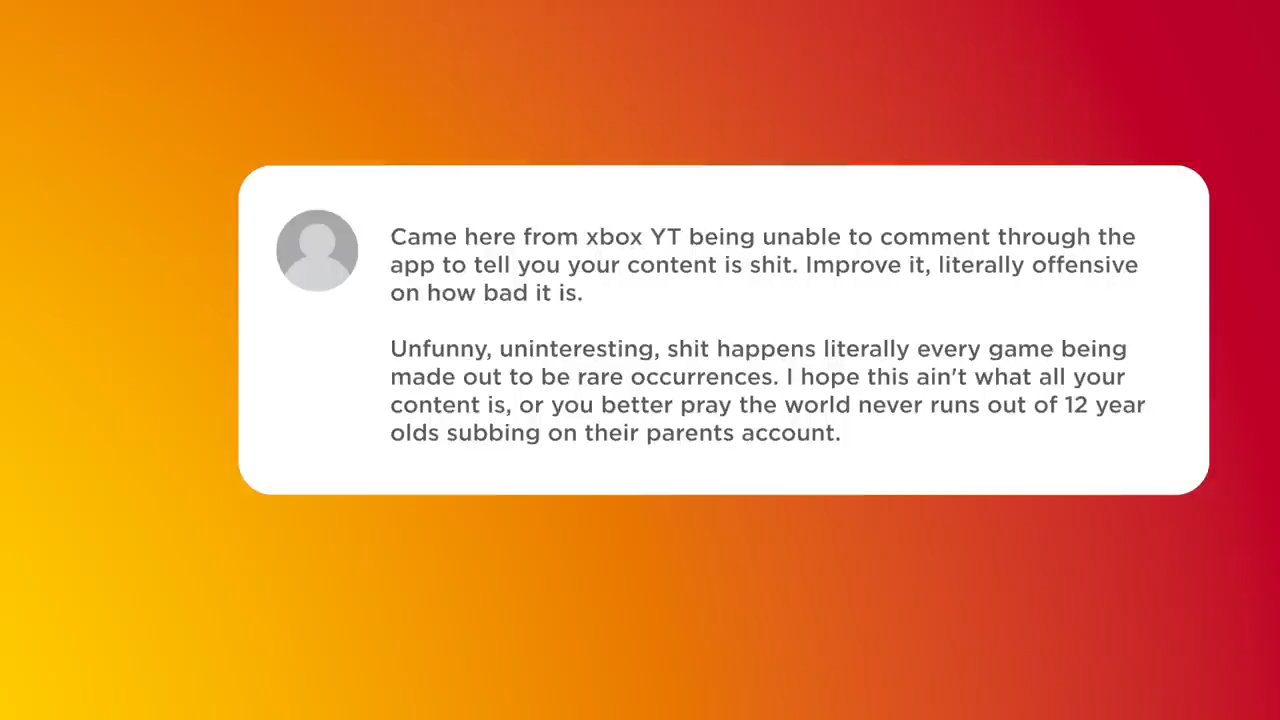 Came here from xbox YT being unable to comment through the
app to tell you your content is shit. Improve it, literally offensive
on how bad it is.
Unfunny, uninteresting, shit happens literally every game being
made out to be rare occurrences. I hope this ain't what all your
content is, or you better pray the world never runs out of 12 year
olds subbing on their parents account.